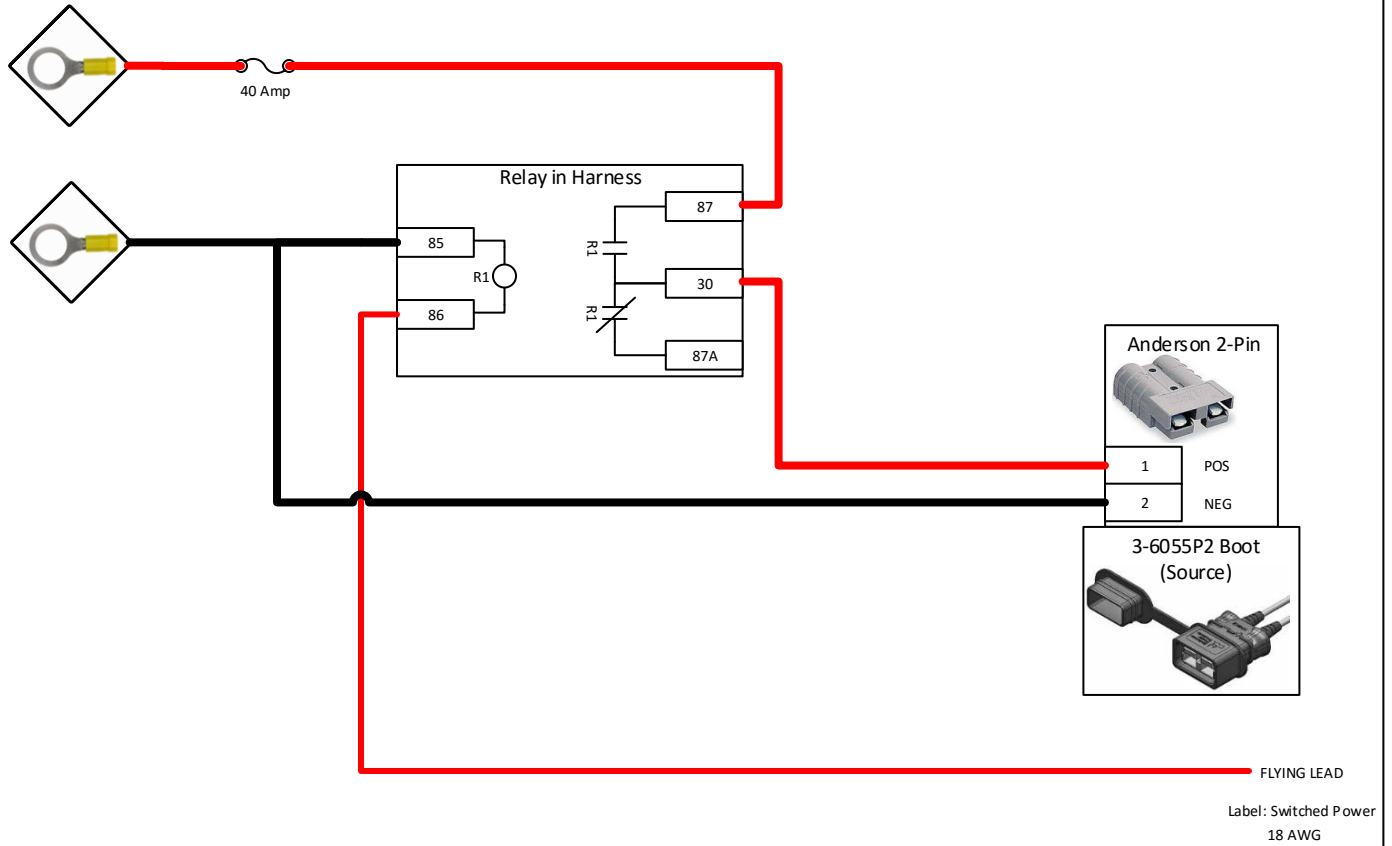 40 Amp
Relay in Harness
87
85
R1
R1
30
86
R1
87A
Anderson 2-Pin
1 POS
2 NEG
3-6055P2 Boot
(Source)
FLYING LEAD
Label: Switched Power
18 AWG